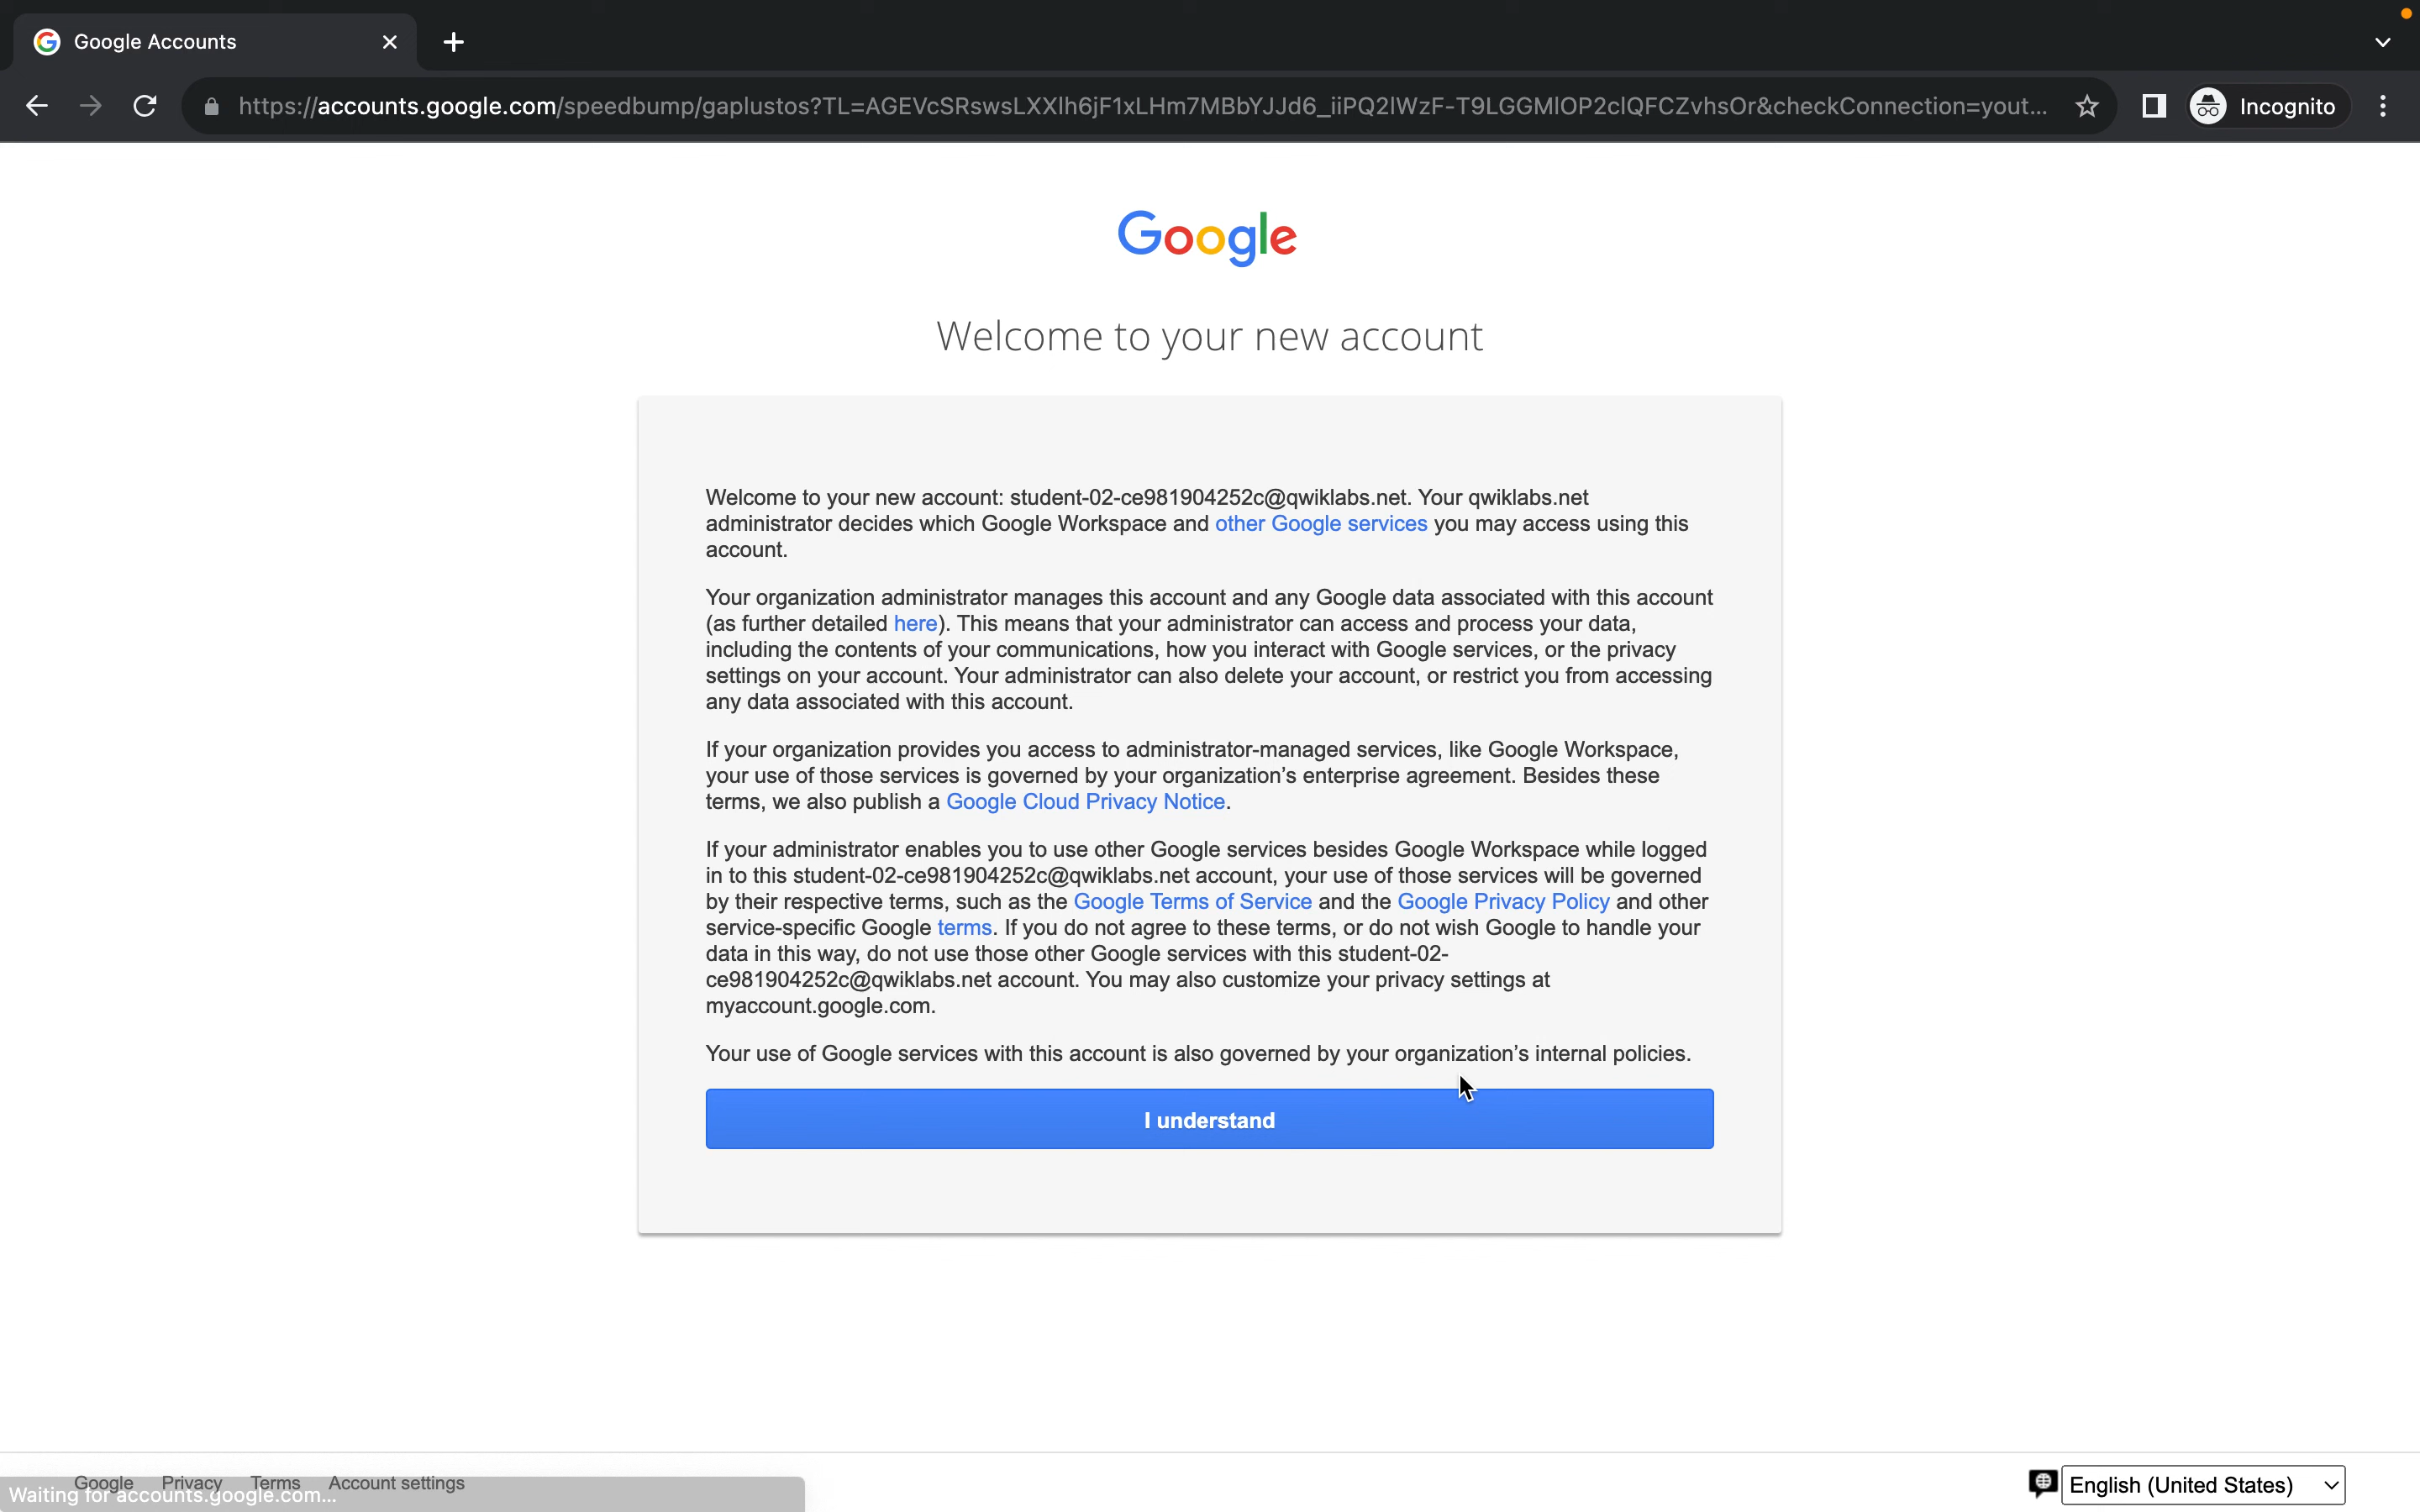 Google Accounts
https://accounts.google.com/speedbump/gaplustos?TL=AGEVcSRswsLXXlh6jF1xLHm7MBbYJJd6_iiPQ2lWzF-T9LGGMlOP2clQFCZvhsOr&checkConnection=yout...
Incognito
Google
Welcome to your new account
Welcome to your new account: student-02-ce981904252c@qwiklabs.net. Your qwiklabs.net
administrator decides which Google Workspace and other Google services you may access using this
account.
Your organization administrator manages this account and any Google data associated with this account
(as further detailed here). This means that your administrator can access and process your data,
including the contents of your communications, how you interact with Google services, or the privacy
settings on your account. Your administrator can also delete your account, or restrict you from accessing
any data associated with this account.
If your organization provides you access to administrator-managed services, like Google Workspace,
your use of those services is governed by your organization’s enterprise agreement. Besides these
terms, we also publish a Google Cloud Privacy Notice.
If your administrator enables you to use other Google services besides Google Workspace while logged
in to this student-02-ce981904252c@qwiklabs.net account, your use of those services will be governed
by their respective terms, such as the Google Terms of Service and the Google Privacy Policy and other
service-specific Google terms. If you do not agree to these terms, or do not wish Google to handle your
data in this way, do not use those other Google services with this student-02-
ce981904252c@qwiklabs.net account. You may also customize your privacy settings at
myaccount.google.com.
Your use of Google services with this account is also governed by your organization’s internal policies.
I understand
Google Privacy Terms Account settings
Waiting for accounts.google.com...
English (United States)